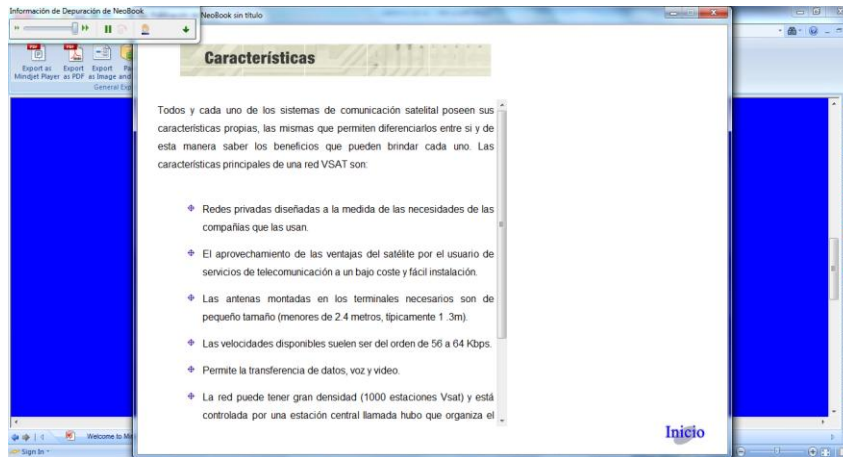 Información de Depuración de NeoBook
NeoBook sin título
Export as
Mindjet Player
Export
as PDF
Export
as Image
and
General
Características
Todos y cada uno de los sistemas de comunicación satelital poseen sus
características propias, las mismas que permiten diferenciarlos entre si y de
esta manera saber los beneficios que pueden brindar cada uno. Las
características principales de una red VSAT son:
Redes privadas diseñadas a la medida de las necesidades de las
compañías que las usan.
El aprovechamiento de las ventajas del satélite por el usuario de
servicios de telecomunicación a un bajo coste y fácil instalación.
Las antenas montadas en los terminales necesarios son de
pequeño tamaño (menores de 2.4 metros, típicamente 1 .3m).
Las velocidades disponibles suelen ser del orden de 56 a 64 Kbps.
Permite la transferencia de datos, voz y video.
La red puede tener gran densidad (1000 estaciones Vsat) y está
controlada por una estación central llamada hubo que organiza el
Inicio
Welcome to
Sign In